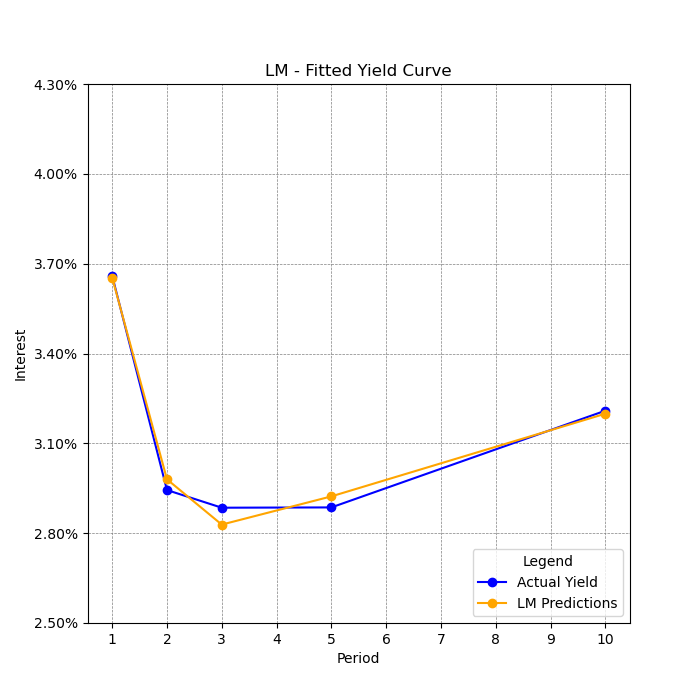 LM - Fitted Yield Curve
4.30%
4.00%
3.70%
3.40%
3.10%
2.80%
2.50%
Interest
1 2 3 4 5 6 7 8 9 10
Period
Legend
Actual Yield
LM Predictions